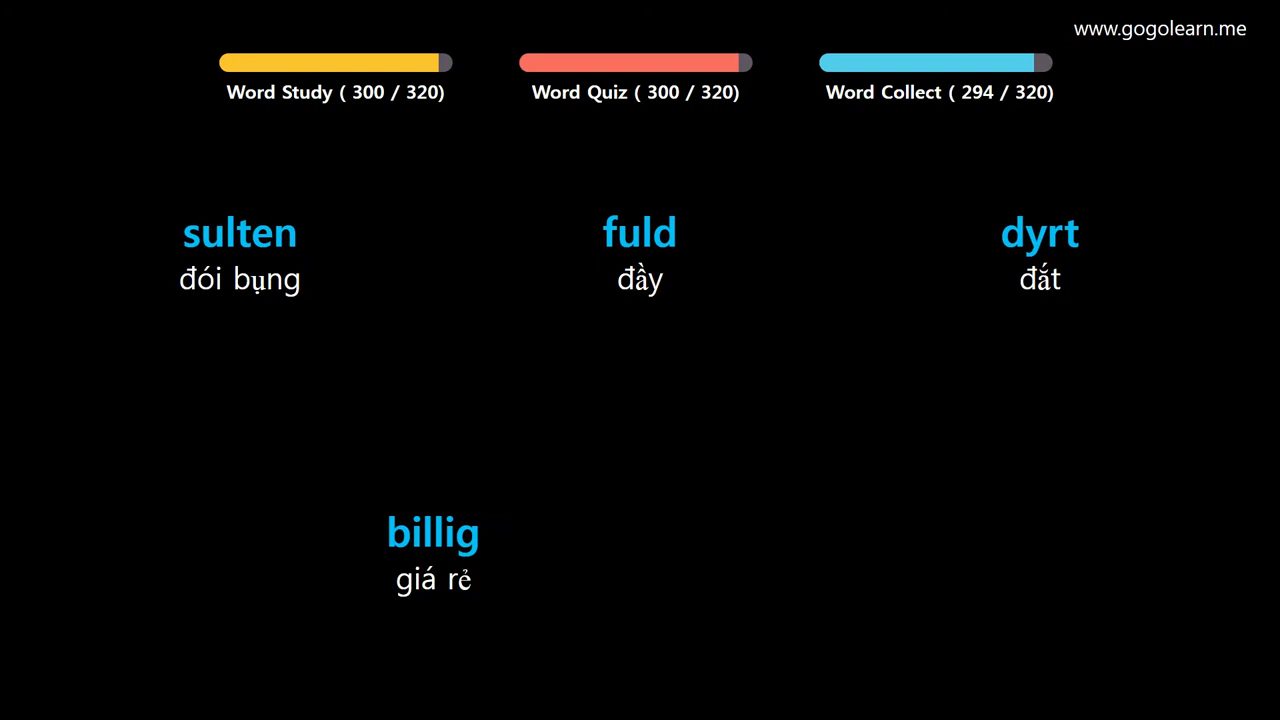 www.gogolearn.me
Word Study ( 300 / 320)
Word Quiz ( 300 / 320)
Word Collect ( 294 / 320)
sulten
đói bụng
fuld
đầy
dyrt
đắt
billig
giá rẻ